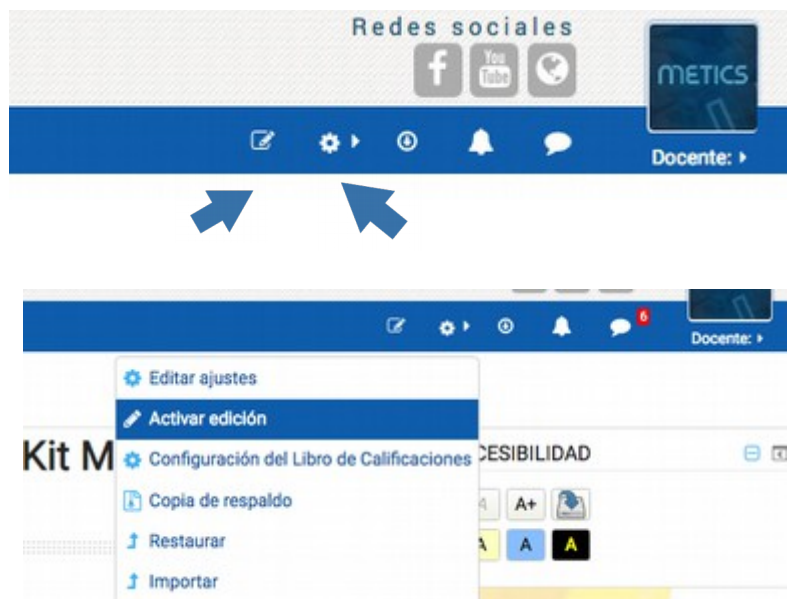 Redes sociales
f You Tube
METICS
Docente:
6
Docente:
Editar ajustes
Activar edición
Kit M
Configuración del Libro de Calificaciones
CESIBILIDAD
Copia de respaldo
A+
Restaurar
A A A
Importar